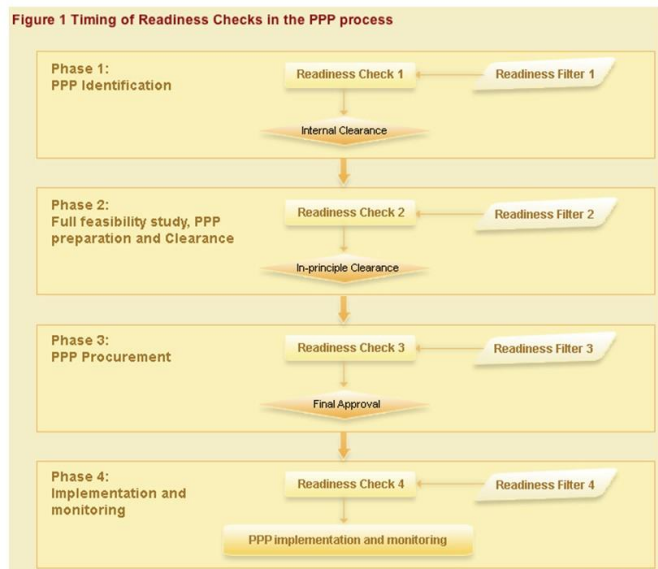 Figure 1 Timing of Readiness Checks in the PPP process
Phase 1:
PPP Identification
Readiness Check 1
Readiness Filter 1
Internal Clearance
Phase 2:
Full feasibility study, PPP
preparation and Clearance
Readiness Check 2
Readiness Filter 2
In-principle Clearance
Phase 3:
PPP Procurement
Readiness Check 3
Readiness Filter 3
Final Approval
Phase 4:
Implementation and
monitoring
Readiness Check 4
Readiness Filter 4
PPP implementation and monitoring